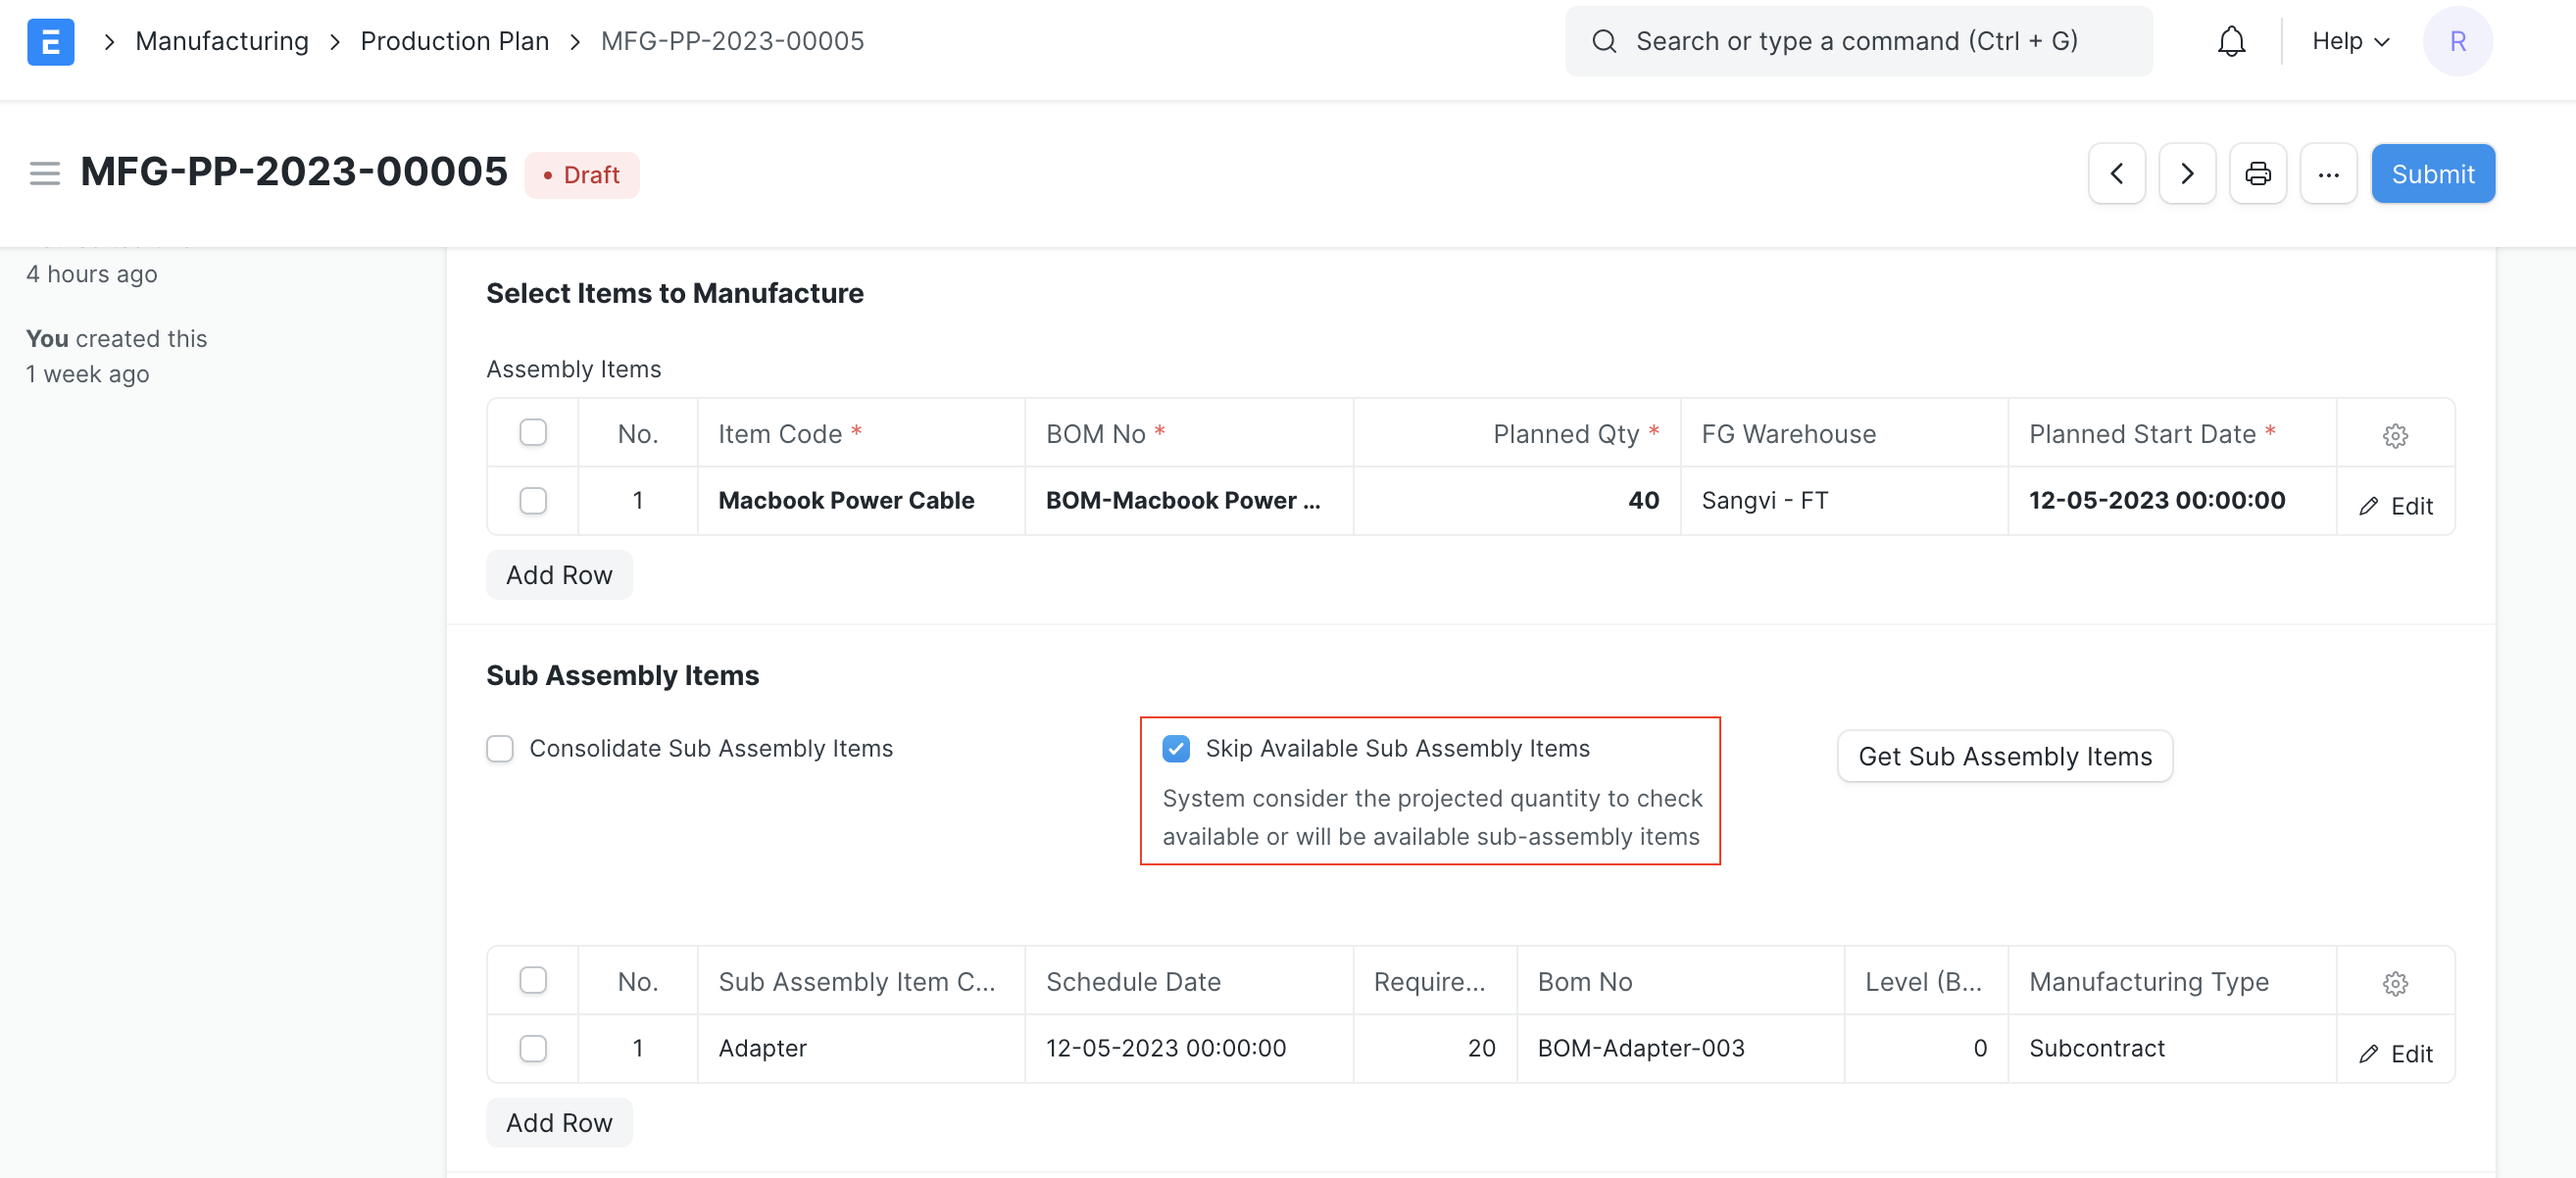 E
Manufacturing
Production Plan
MFG-PP-2023-00005
Search or type a command (Ctrl + G)
Help
R
MFG-PP-2023-00005
• Draft
...
Submit
4 hours ago
You created this
1 week ago
Select Items to Manufacture
Assembly Items
No. Item Code * BOM No * Planned Qty * FG Warehouse Planned Start Date *
1 Macbook Power Cable BOM-Macbook Power ... 40 Sangvi - FT 12-05-2023 00:00:00 Edit
Add Row
Sub Assembly Items
Consolidate Sub Assembly Items
Skip Available Sub Assembly Items
System consider the projected quantity to check
available or will be available sub-assembly items
Get Sub Assembly Items
No. Sub Assembly Item C... Schedule Date Require... Bom No Level (B... Manufacturing Type
1 Adapter 12-05-2023 00:00:00 20 BOM-Adapter-003 0 Subcontract Edit
Add Row